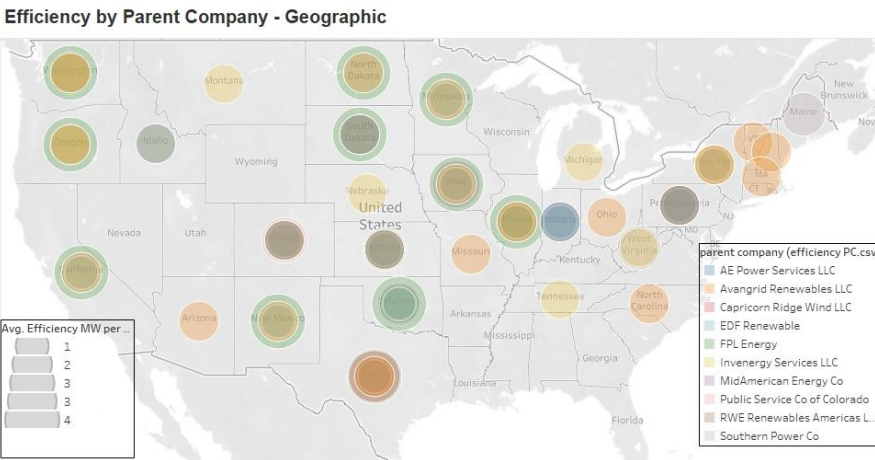 Efficiency by Parent Company - Geographic
Washington
Montana
North
Dakota
Minnesota
New
Brunswick
Maine
Oregon
Idaho
South
Dakota
Wisconsin
VT
Wyoming
Michigan
New York
MA
Nebraska
Iowa
CT
RI
United
States
Nevada
Utah
Illinois
Indiana
Ohio
Pennsylvania
NJ
MD
DE
California
Colorado
Kansas
Missouri
West
Virginia
Kentucky
Arizona
New Mexico
Oklahoma
Arkansas
Tennessee
North
Carolina
Mississippi
Georgia
Louisiana
Florida
Avg. Efficiency MW per ..
1
2
3
3
4
parent company (efficiency PC.csv
AE Power Services LLC
Avangrid Renewables LLC
Capricorn Ridge Wind LLC
EDF Renewable
FPL Energy
Invenergy Services LLC
MidAmerican Energy Co
Public Service Co of Colorado
RWE Renewables Americas L..
Southern Power Co